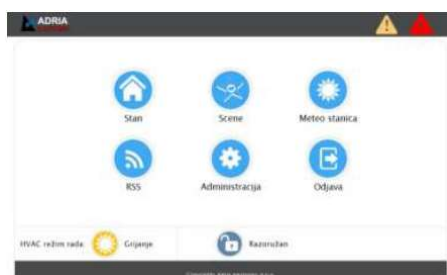 ADRIA
Stan
Scene
Meteo stanica
RSS
Administracija
Odjava
HVAC režim rada:
Grijanje
Razoružan